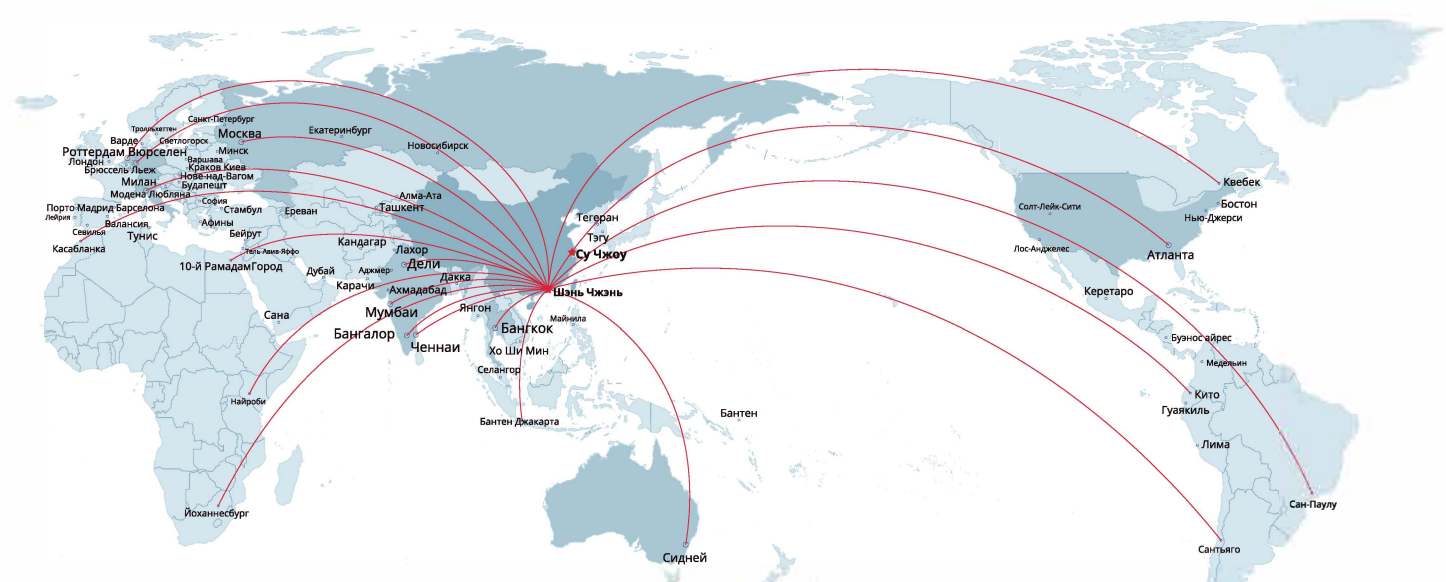 Санкт-Петербург
Тролльхеттен
Москва
Екатеринбург
Варде
Светлогорск
Новосибирск
Роттердам Вюрселен
Минск
Лондон
Варшава
Брюссель Льеж
Краков Киев
Нове-над-Вагом
Милан
Будапешт
Модена Любляна
Алма-Ата
София
Порто Мадрид Барселона
Стамбул
Ереван
Ташкент
Лейрия
Валансия
Афины
Севилья
Тунис
Бейрут
Касабланка
Тель-Авив-Яффо
Кандагар
Лахор
10-й РамадамГород
Дубай
Аджмер
Дели
Карачи
Ахмадабад
Дакка
Сана
Мумбаи
Янгон
Бангалор
Ченнаи
Бангкок
Майнила
Хо Ши Мин
Селангор
Найроби
Бантен Джакарта
Йоханнесбург
Тегеран
Тэгу
Су Чжоу
Шэнь Чжэнь
Бантен
Сидней
Квебек
Бостон
Солт-Лейк-Сити
Нью-Джерси
Лос-Анджелес
Атланта
Керетаро
Буэнос айрес
Медельин
Кито
Гуаякиль
Лима
Сан-Паулу
Сантьяго